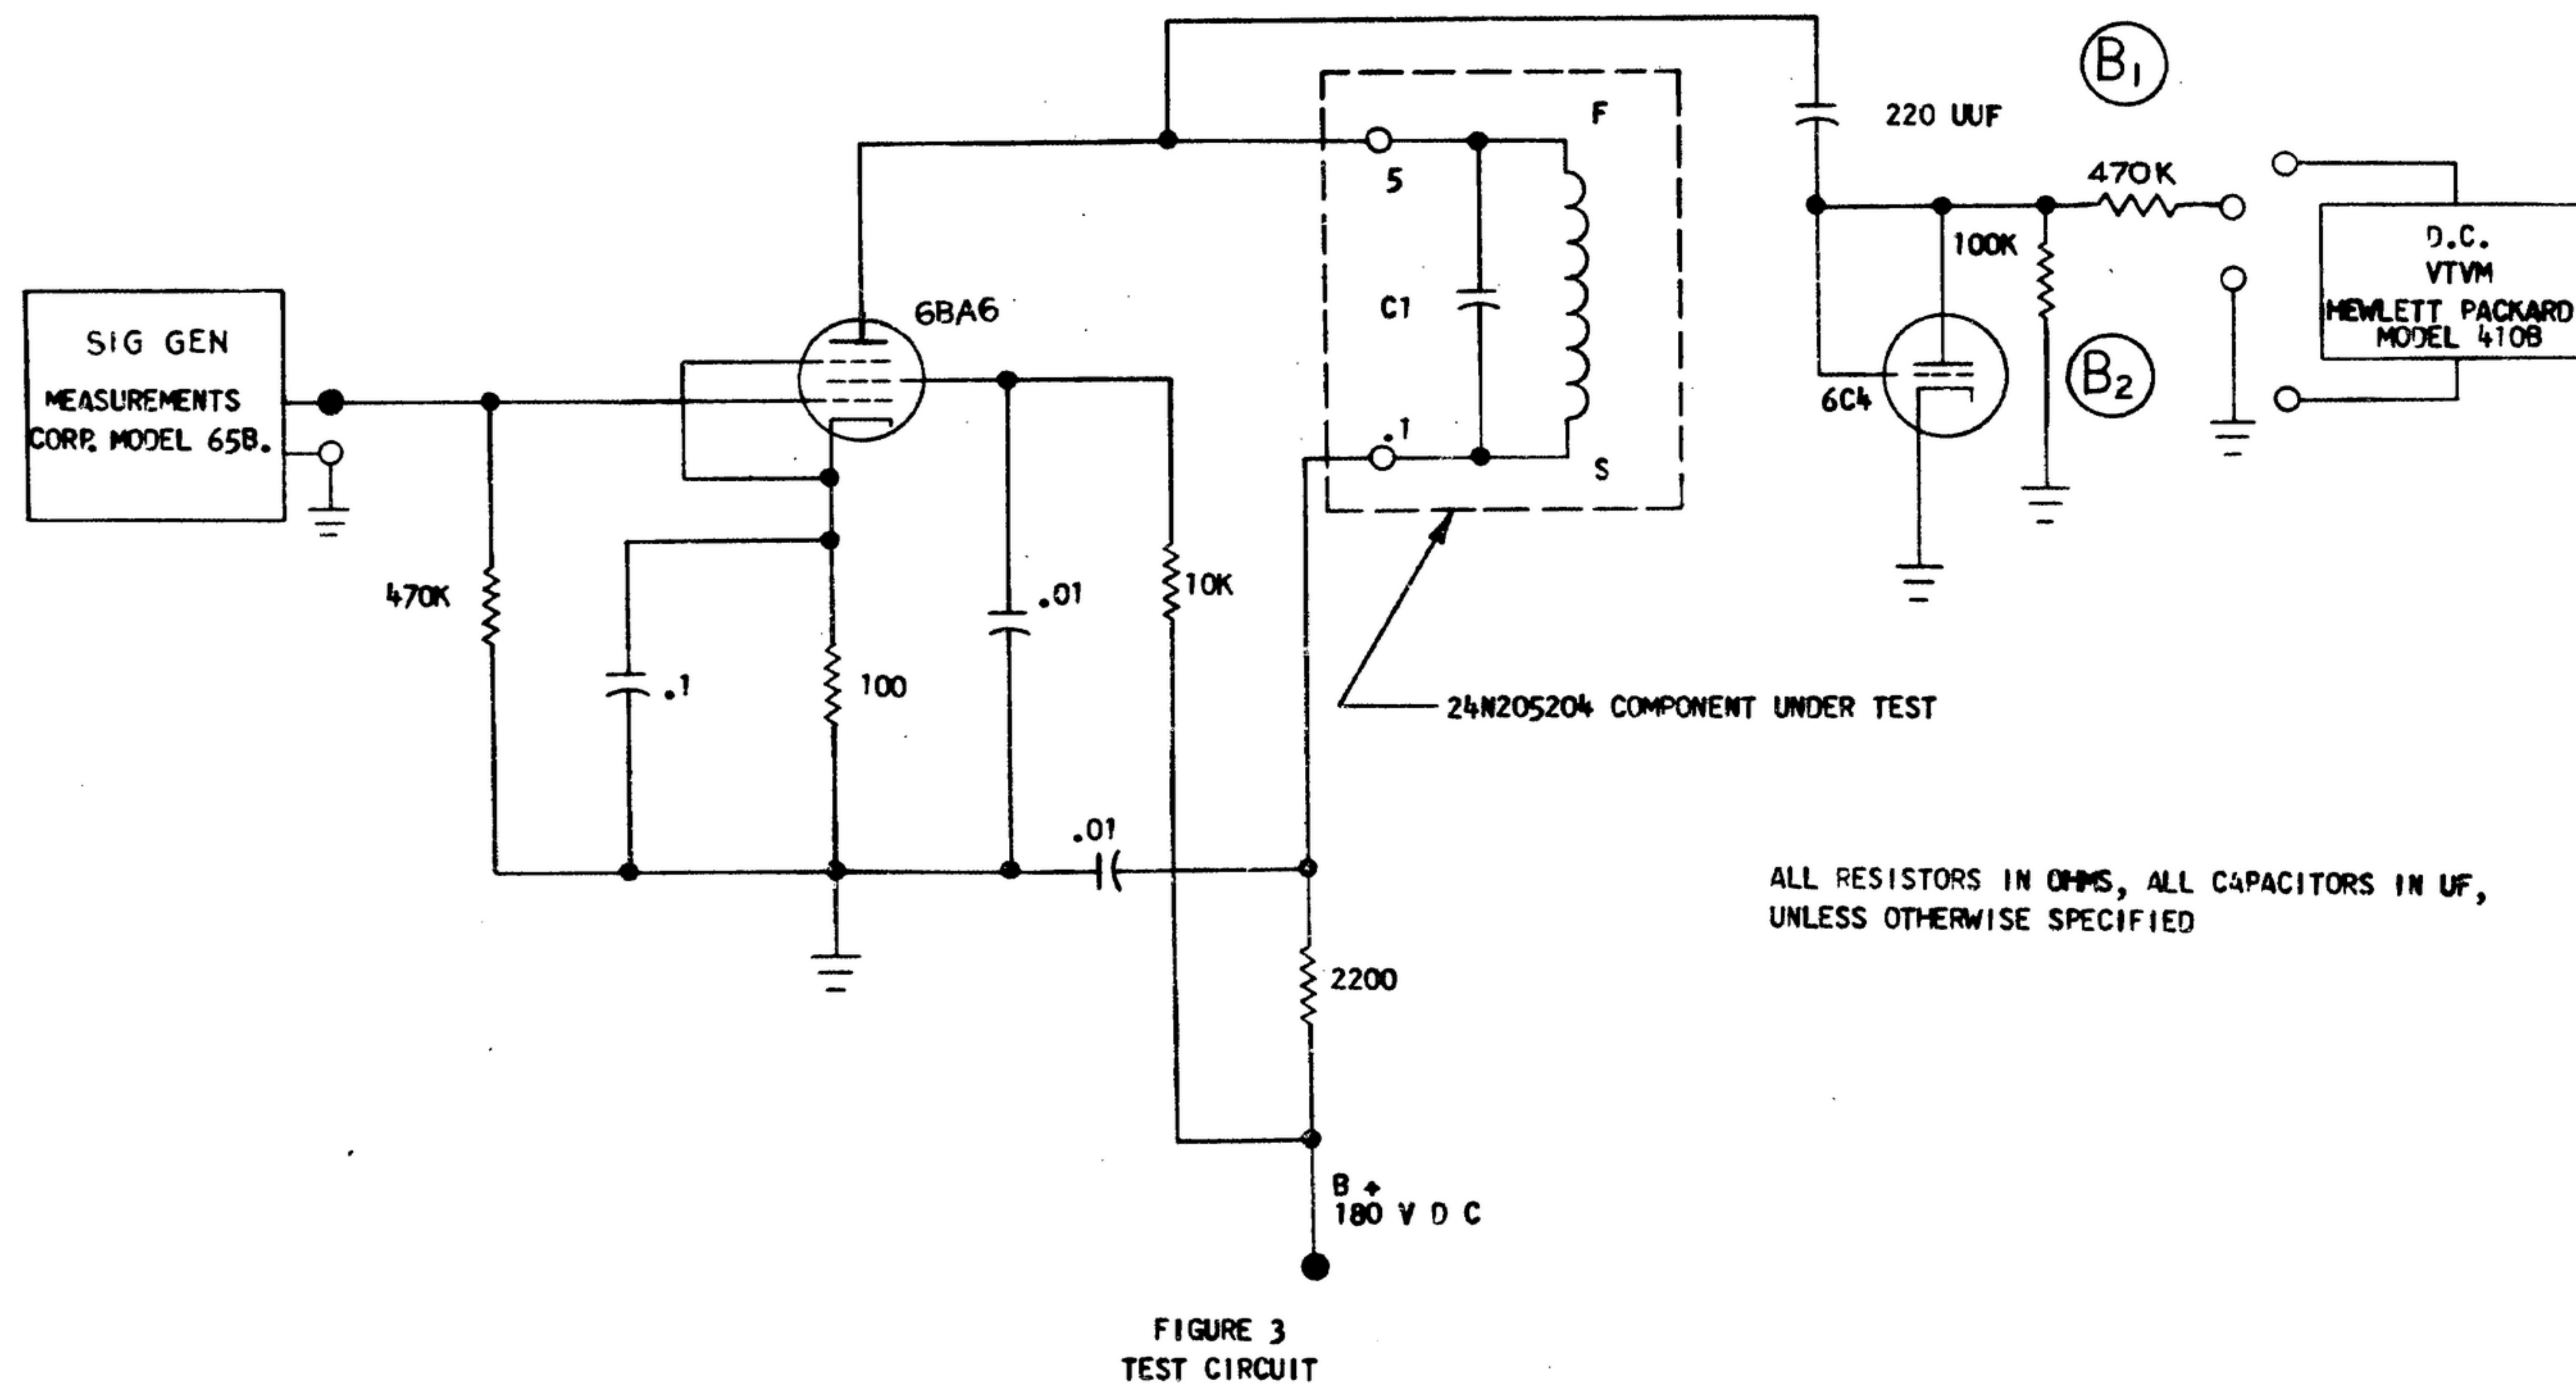 B1
F
220 UUF
470K
5
100K
D.C.
VTVM
HEWLETT PACKARD
MODEL 410B
6BA6
SIG GEN
C1
MEASUREMENTS
CORP. MODEL 65B.
6C4
B2
.1
S
470K
.01
10K
.1
100
24N205204 COMPONENT UNDER TEST
.01
ALL RESISTORS IN OHMS, ALL CAPACITORS IN UF,
UNLESS OTHERWISE SPECIFIED
2200
B +
180 V D C
FIGURE 3
TEST CIRCUIT